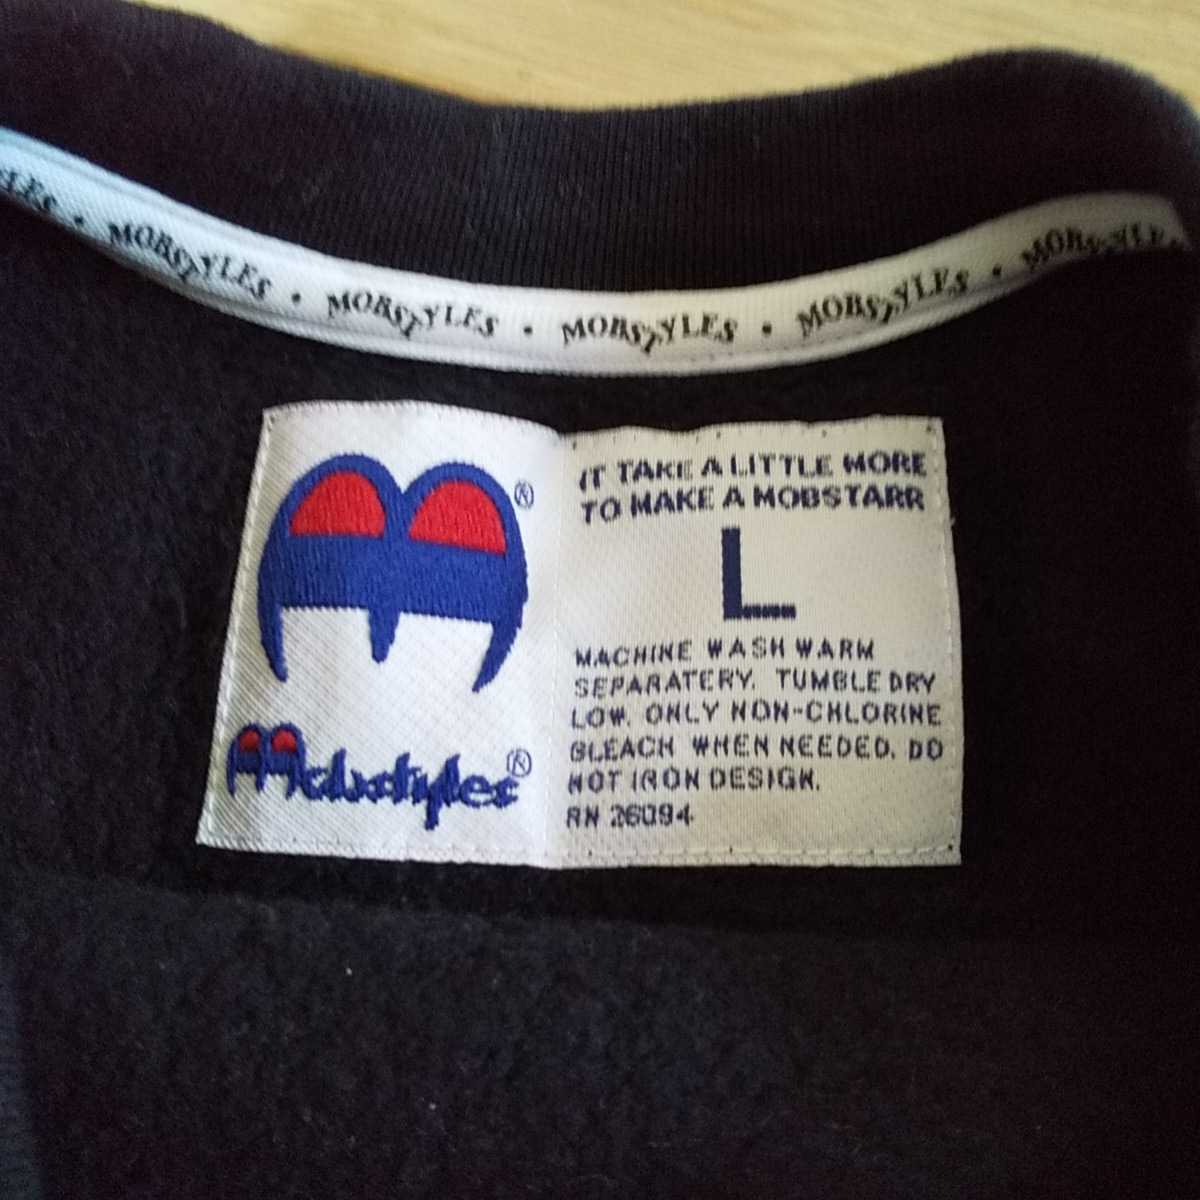 MOBSTYLES • MOBSTYLES • MOBSTYLES • MOBSTYLES •
®
Mobstyles®
IT TAKE A LITTLE MORE
TO MAKE A MOBSTARR
L
MACHINE WASH WARM
SEPARATERY. TUMBLE DRY
LOW. ONLY NON-CHLORINE
BLEACH WHEN NEEDED. DO
NOT IRON DESIGN.
RN 26094